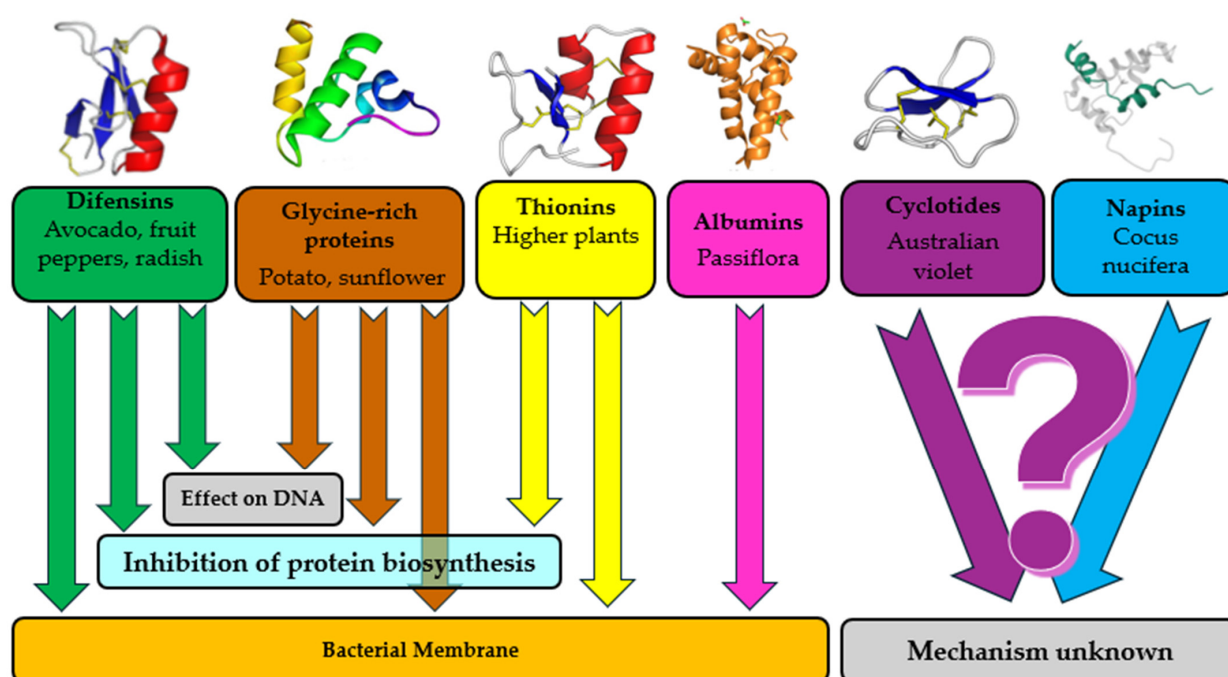 Difensins
Avocado, fruit
peppers, radish
Glycine-rich
proteins
Potato, sunflower
Thionins
Higher plants
Albumins
Passiflora
Cyclotides
Australian
violet
Napins
Cocus
nucifera
?
Effect on DNA
Inhibition of protein biosynthesis
Bacterial Membrane
Mechanism unknown